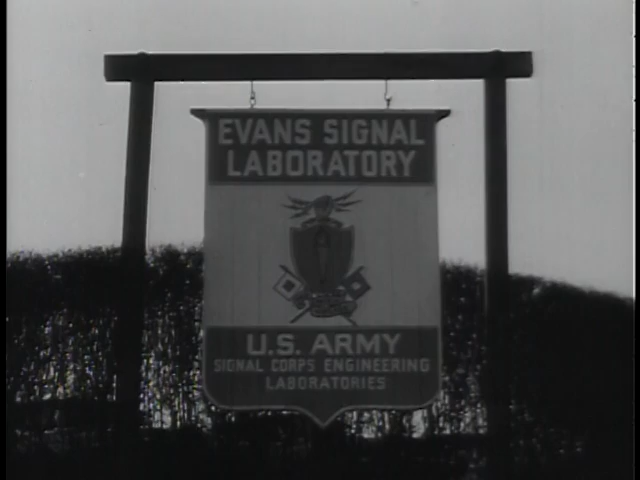 EVANS SIGNAL
LABORATORY
U.S. ARMY
SIGNAL CORPS ENGINEERING
LABORATORIES